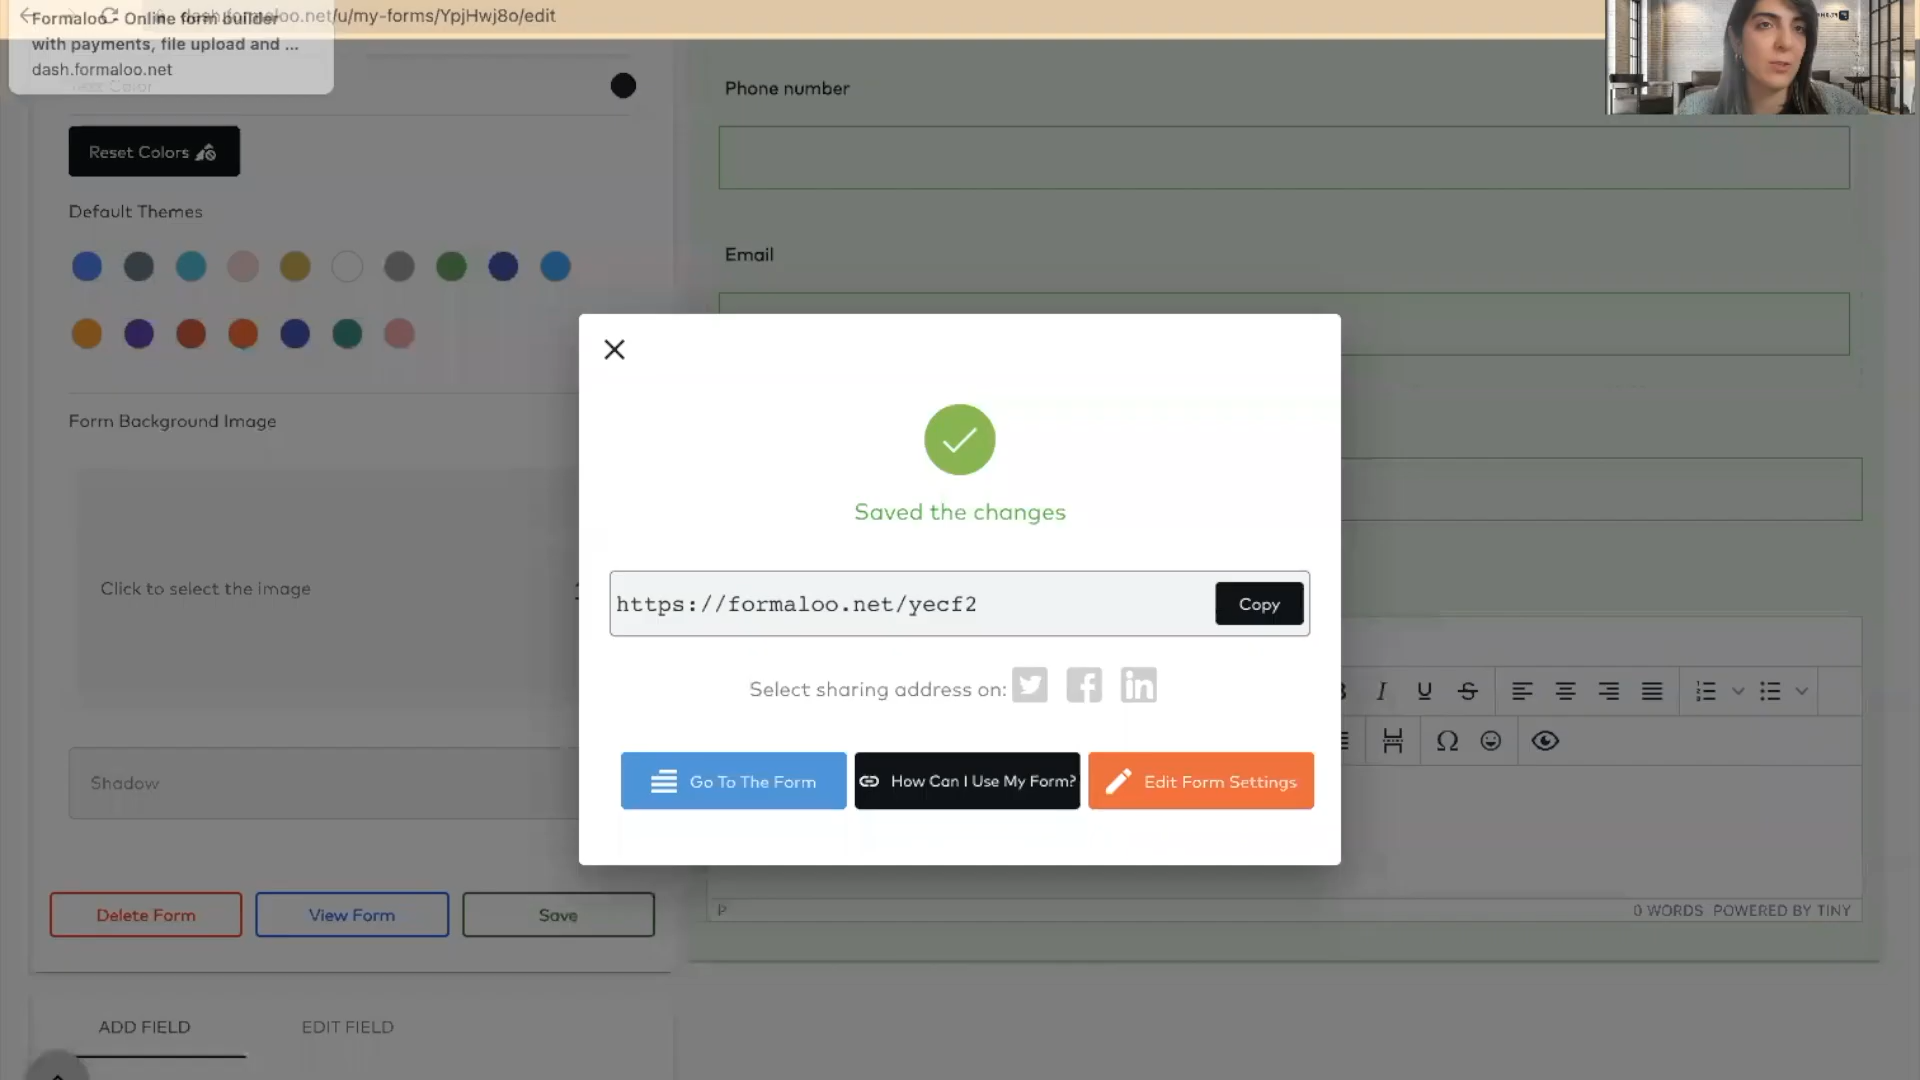 dash.formaloo.net/u/my-forms/YpjHwj8o/edit
Formaloo - Online form builder
with payments, file upload and ...
dash.formaloo.net
Text Color
Reset Colors
Default Themes
Form Background Image
Click to select the image
Shadow
Delete Form
View Form
Save
ADD FIELD
EDIT FIELD
Phone number
Email
Saved the changes
https://formaloo.net/yecf2
Copy
Select sharing address on:
Go To The Form
How Can I Use My Form?
Edit Form Settings
P
0 WORDS POWERED BY TINY